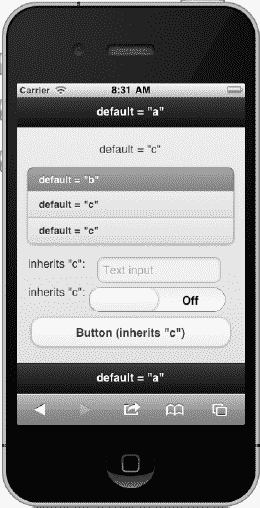 Carrier 8:31 AM
default = "a"
default = "c"
default = "b"
default = "c"
default = "c"
inherits "c": Text input
inherits "c": Off
Button (inherits "c")
default = "a"